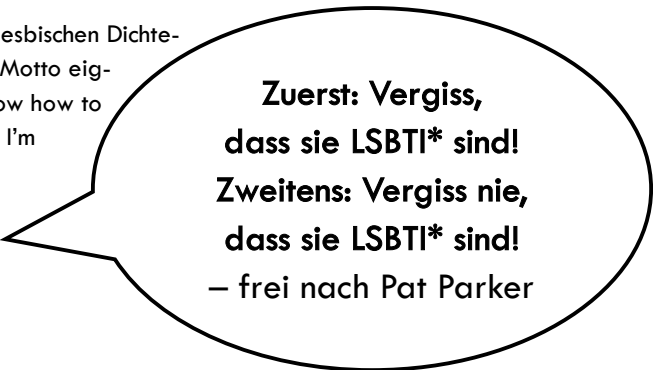 esbischen Dichte-
Motto eig-
ow how to
I'm
Zuerst: Vergiss,
dass sie LSBTI* sind!
Zweitens: Vergiss nie,
dass sie LSBTI* sind!
– frei nach Pat Parker